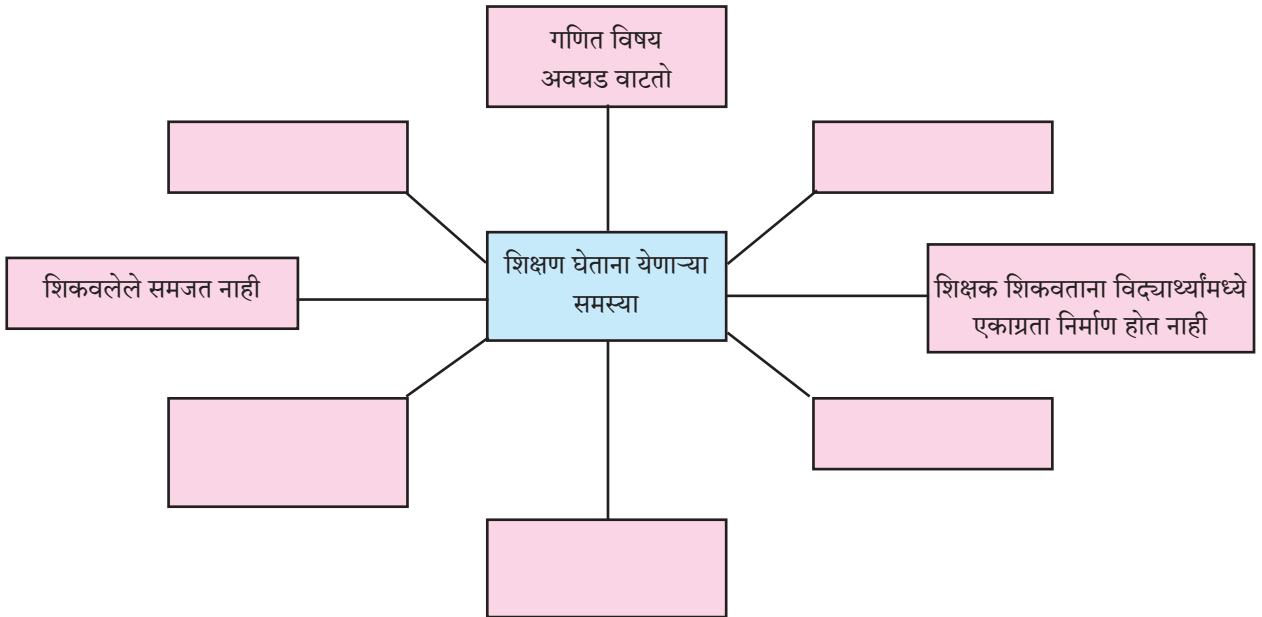 गणित विषय
अवघड वाटतो
शिक्षण घेताना येणाऱ्या
समस्या
शिकवलेले समजत नाही
शिक्षक शिकवताना विद्यार्थ्यांमध्ये
एकाग्रता निर्माण होत नाही